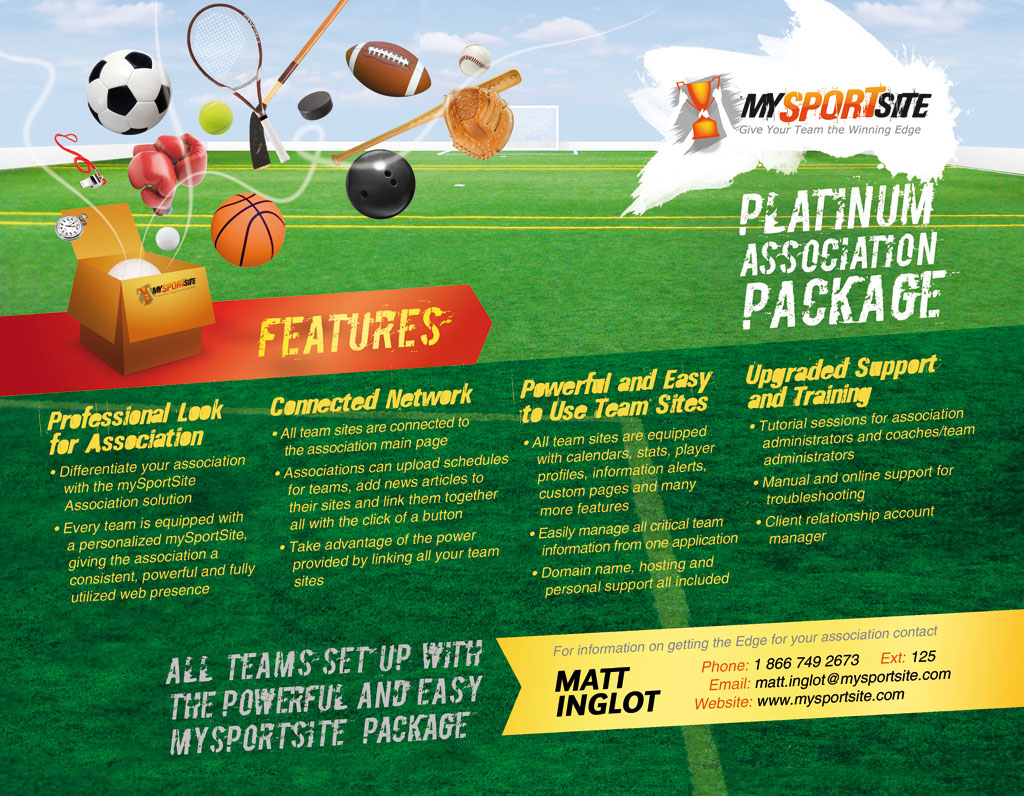 MYSPORTSITE
Give Your Team the Winning Edge
PLATINUM
ASSOCIATION
PACKAGE
MYSPORTSITE
FEATURES
Professional Look
for Association
• Differentiate your association
with the mySportSite
Association solution
• Every team is equipped with
a personalized mySportSite,
giving the association a
consistent, powerful and fully
utilized web presence
Connected Network
• All team sites are connected to
the association main page
• Associations can upload schedules
for teams, add news articles to
their sites and link them together
all with the click of a button
• Take advantage of the power
provided by linking all your team
sites
Powerful and Easy
to Use Team Sites
• All team sites are equipped
with calendars, stats, player
profiles, information alerts,
custom pages and many
more features
• Easily manage all critical team
information from one application
• Domain name, hosting and
personal support all included
Upgraded Support
and Training
• Tutorial sessions for association
administrators and coaches/team
administrators
• Manual and online support for
troubleshooting
• Client relationship account
manager
ALL TEAMS SET UP WITH
THE POWERFUL AND EASY
MYSPORTSITE PACKAGE
For information on getting the Edge for your association contact
MATT
INGLOT
Phone: 1 866 749 2673 Ext: 125
Email: matt.inglot@mysportsite.com
Website: www.mysportsite.com